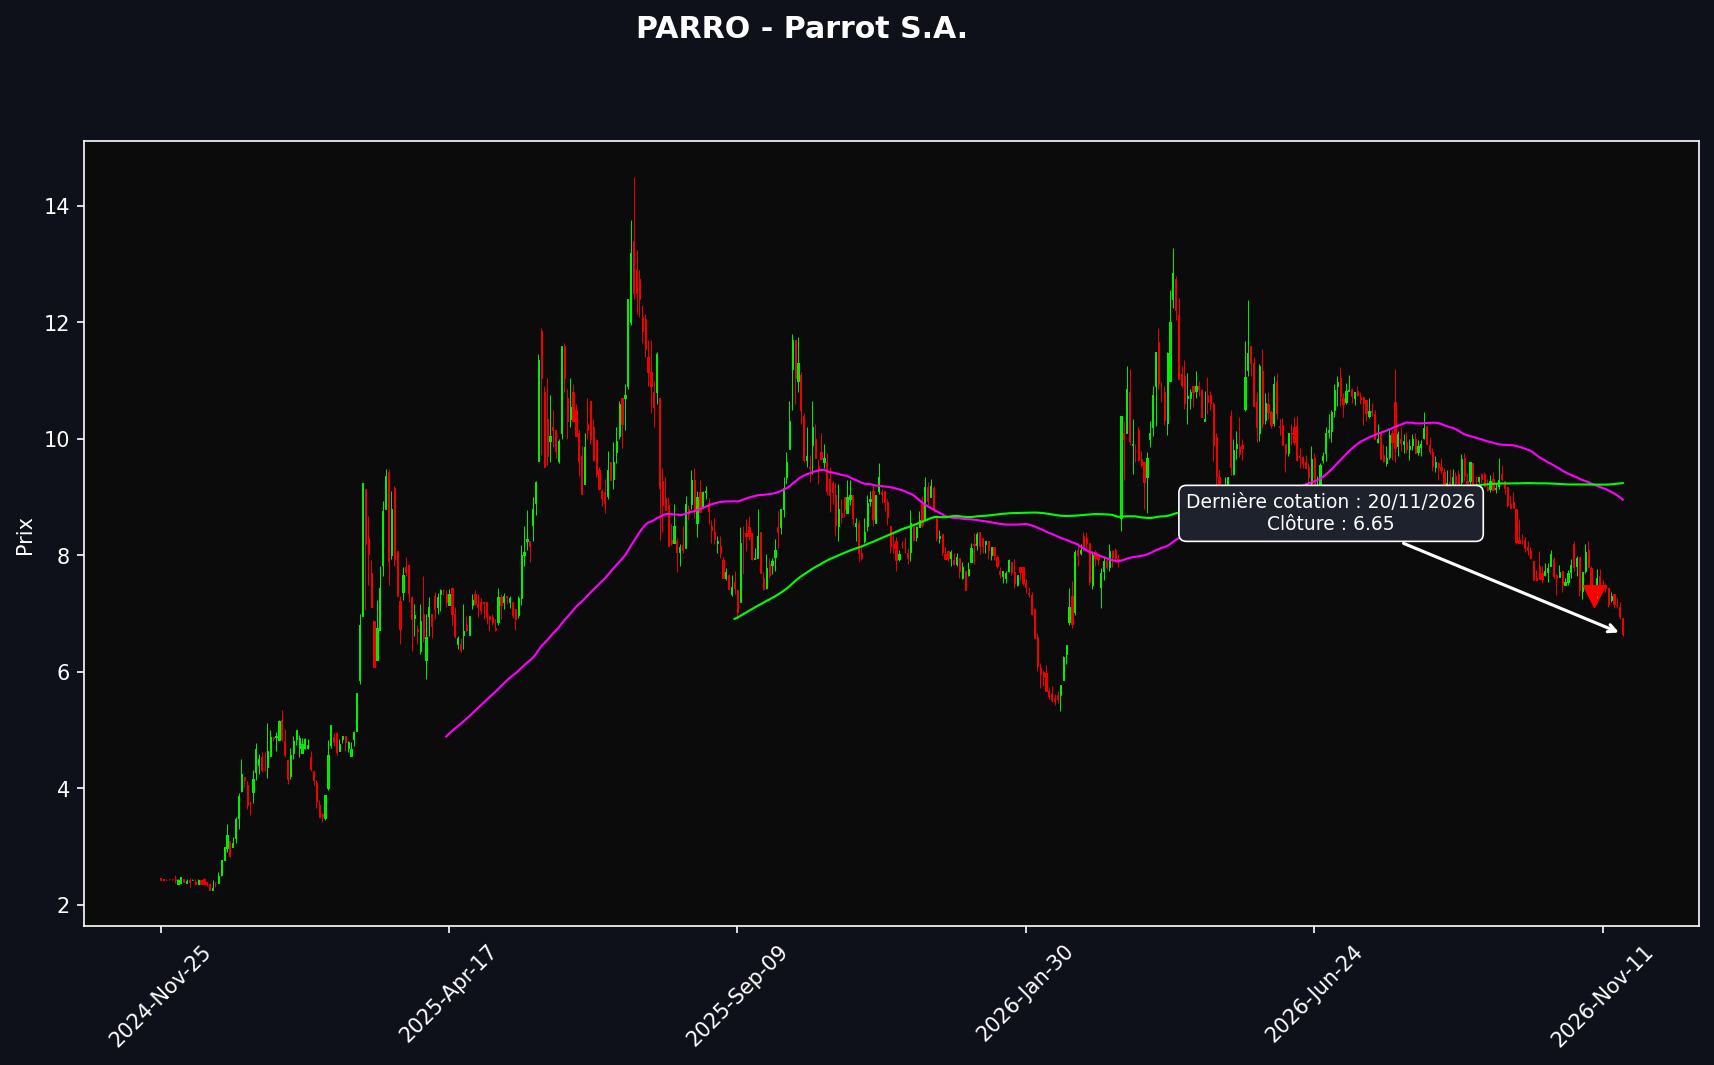 PARRO - Parrot S.A.
Prix
14
12
10
8
6
4
2
Dernière cotation : 20/11/2026
Clôture : 6.65
2024-Nov-25
2025-Apr-17
2025-Sep-09
2026-Jan-30
2026-Jun-24
2026-Nov-11